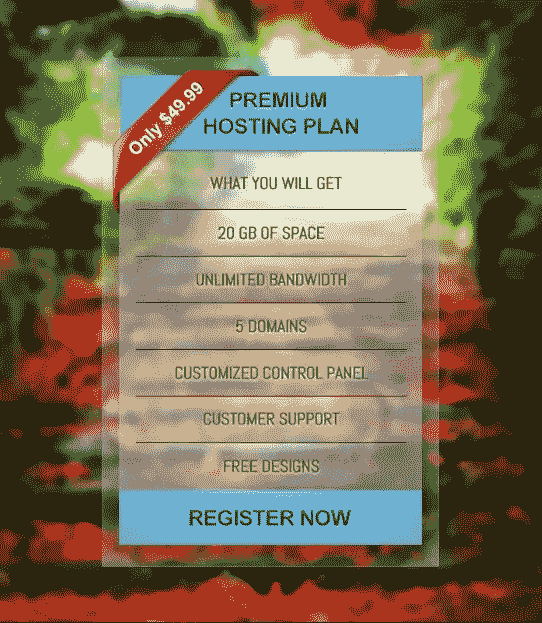 Only $49.99
PREMIUM
HOSTING PLAN
WHAT YOU WILL GET
20 GB OF SPACE
UNLIMITED BANDWIDTH
5 DOMAINS
CUSTOMIZED CONTROL PANEL
CUSTOMER SUPPORT
FREE DESIGNS
REGISTER NOW